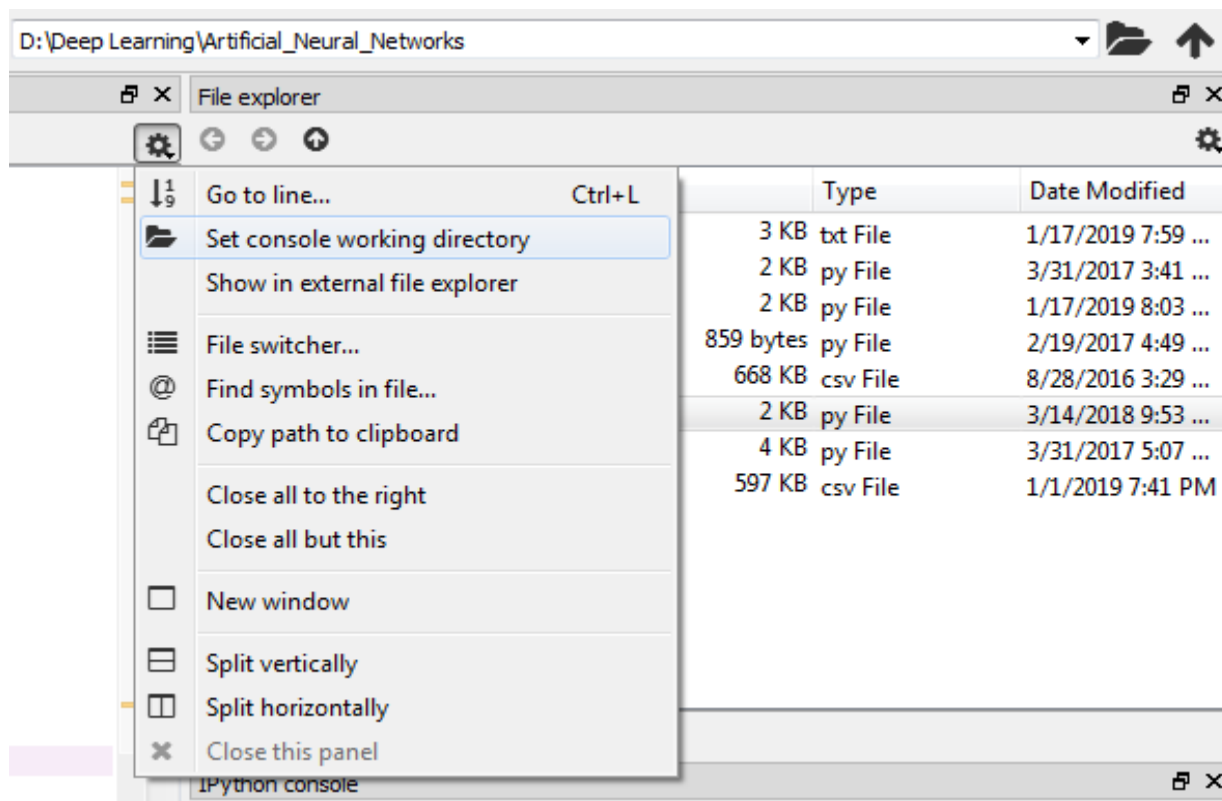 D:\Deep Learning\Artificial_Neural_Networks
File explorer
Type Date Modified
Go to line... Ctrl+L
3 KB txt File 1/17/2019 7:59 ...
Set console working directory
2 KB py File 3/31/2017 3:41 ...
Show in external file explorer
2 KB py File 1/17/2019 8:03 ...
File switcher...
859 bytes py File 2/19/2017 4:49 ...
668 KB csv File 8/28/2016 3:29 ...
@ Find symbols in file...
2 KB py File 3/14/2018 9:53 ...
Copy path to clipboard
4 KB py File 3/31/2017 5:07 ...
597 KB csv File 1/1/2019 7:41 PM
Close all to the right
Close all but this
New window
Split vertically
Split horizontally
Close this panel
IPython console